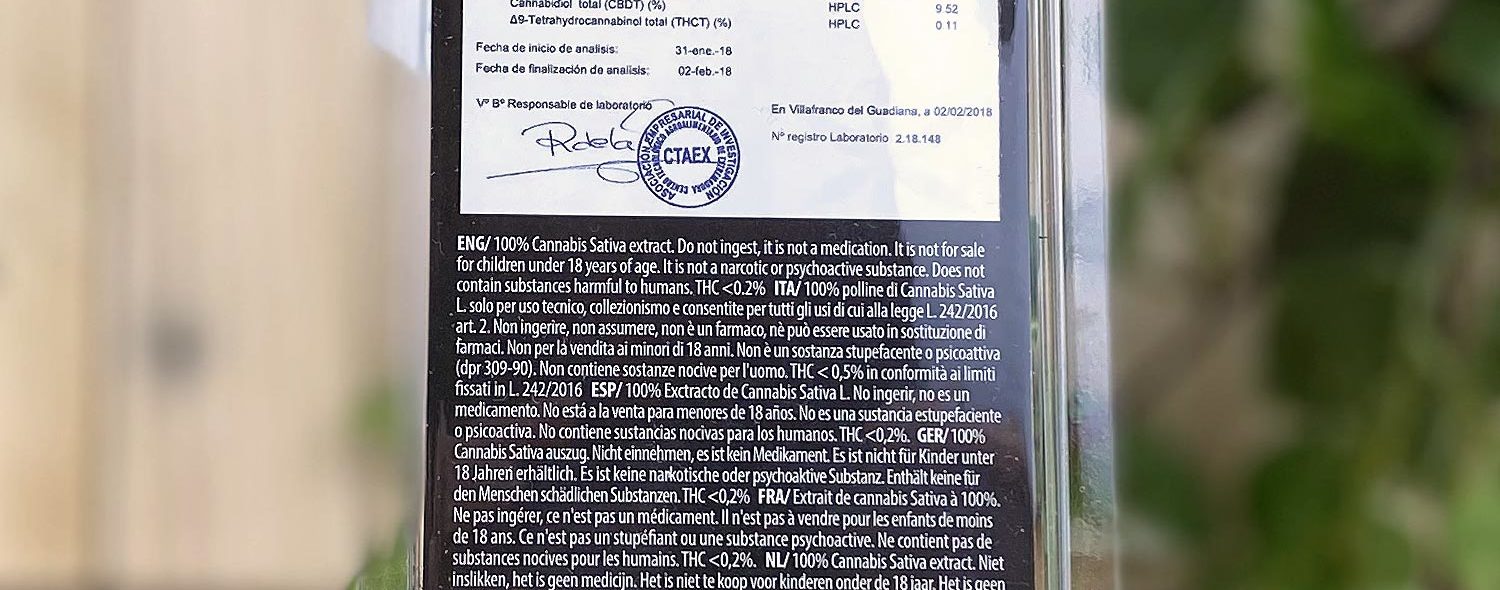 Cannabidiol total (CBDT) (%) HPLC 9.52
Δ9-Tetrahydrocannabinol total (THCT) (%) HPLC 0.11
Fecha de inicio de analisis: 31-ene.-18
Fecha de finalización de analisis: 02-feb.-18
Vº Bº Responsable de laboratorio
En Villafranco del Guadiana, a 02/02/2018
Nº registro Laboratorio 2.18.148
ASOCIACIÓN EMPRESARIAL DE INVESTIGACIÓN
CENTRO TECNOLÓGICO AGROALIMENTARIO DE EXTREMADURA
CTAEX
ENG/ 100% Cannabis Sativa extract. Do not ingest, it is not a medication. It is not for sale
for children under 18 years of age. It is not a narcotic or psychoactive substance. Does not
contain substances harmful to humans. THC <0.2% ITA/ 100% polline di Cannabis Sativa
L. solo per uso tecnico, collezionismo e consentite per tutti gli usi di cui alla legge L. 242/2016
art. 2. Non ingerire, non assumere, non è un farmaco, nè può essere usato in sostituzione di
farmaci. Non per la vendita ai minori di 18 anni. Non è un sostanza stupefacente o psicoattiva
(dpr 309-90). Non contiene sostanze nocive per l'uomo. THC < 0,5% in conformità ai limiti
fissati in L. 242/2016 ESP/ 100% Exctracto de Cannabis Sativa L. No ingerir, no es un
medicamento. No está a la venta para menores de 18 años. No es una sustancia estupefaciente
o psicoactiva. No contiene sustancias nocivas para los humanos. THC <0,2%. GER/ 100%
Cannabis Sativa auszug. Nicht einnehmen, es ist kein Medikament. Es ist nicht für Kinder unter
18 Jahren erhältlich. Es ist keine narkotische oder psychoaktive Substanz. Enthält keine für
den Menschen schädlichen Substanzen. THC <0,2% FRA/ Extrait de cannabis Sativa à 100%.
Ne pas ingérer, ce n'est pas un médicament. Il n'est pas à vendre pour les enfants de moins
de 18 ans. Ce n'est pas un stupéfiant ou une substance psychoactive. Ne contient pas de
substances nocives pour les humains. THC <0,2%. NL/ 100% Cannabis Sativa extract. Niet
inslikken, het is geen medicijn. Het is niet te koop voor kinderen onder de 18 jaar. Het is geen